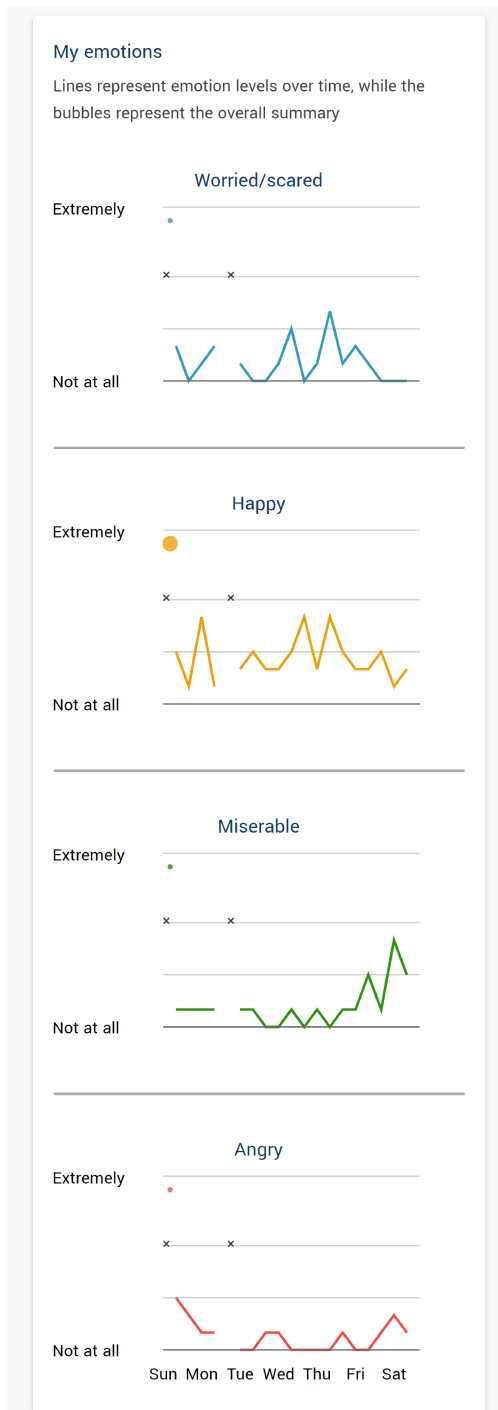 My emotions
Lines represent emotion levels over time, while the
bubbles represent the overall summary
Worried/scared
Extremely
Not at all
Happy
Extremely
Not at all
Miserable
Extremely
Not at all
Angry
Extremely
Not at all
Sun Mon Tue Wed Thu Fri Sat